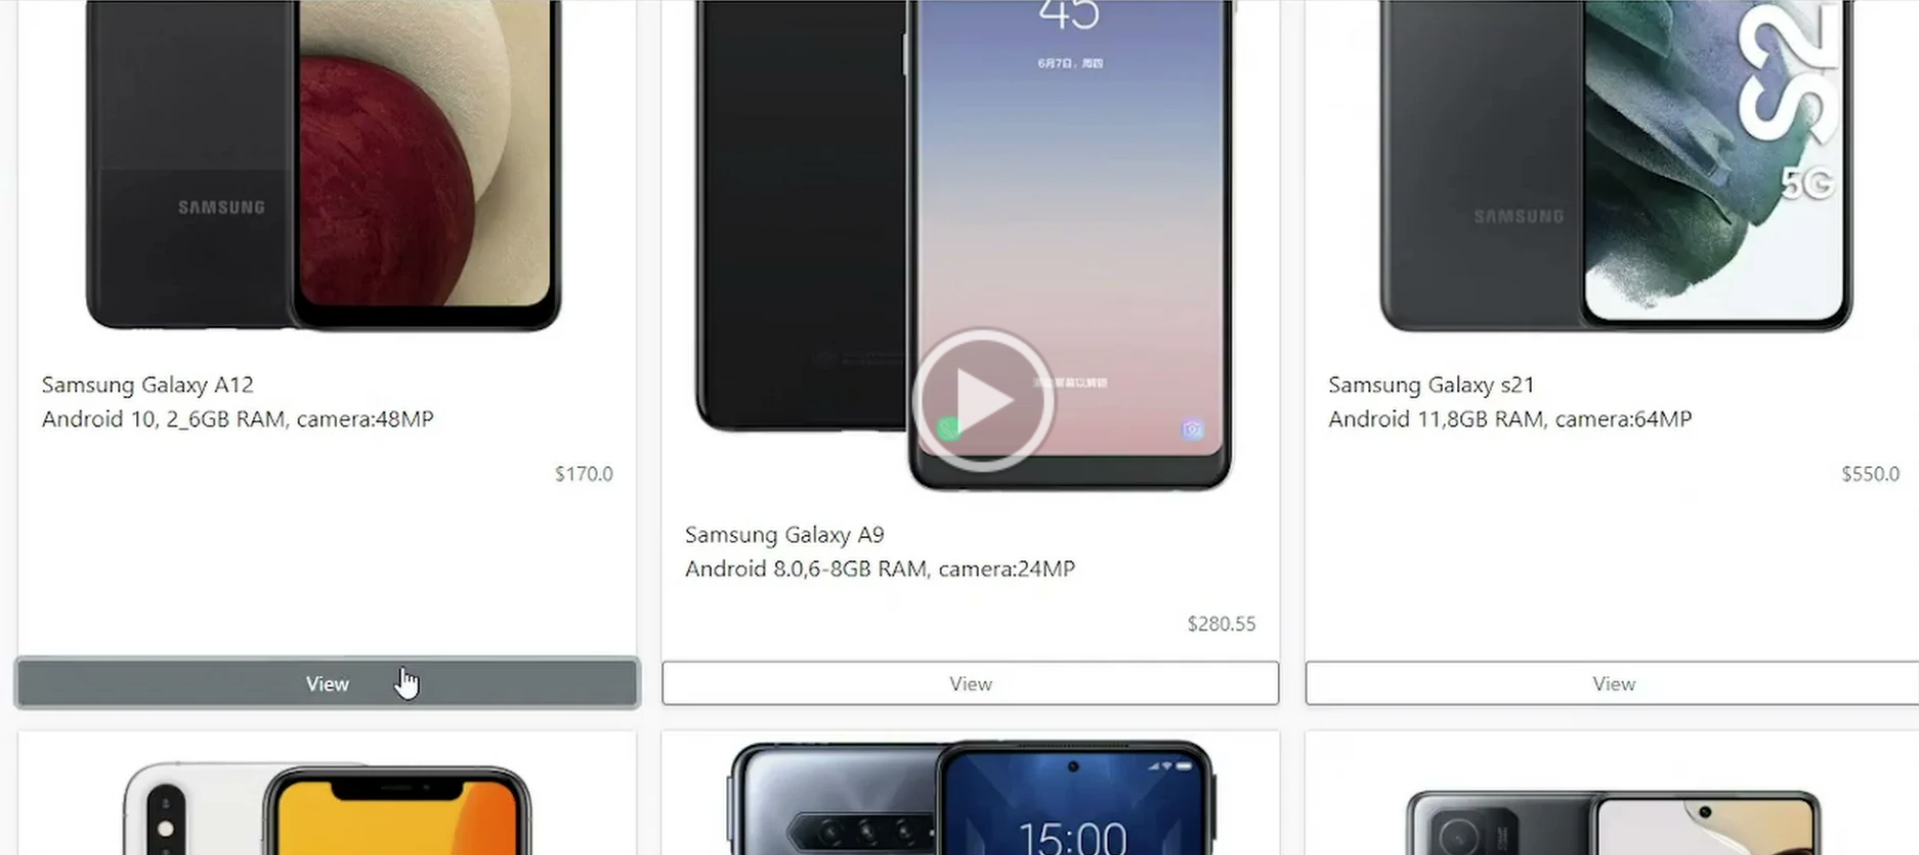 SAMSUNG
45
6月7日，周四
SAMSUNG
S2
5G
Samsung Galaxy A12
Android 10, 2_6GB RAM, camera:48MP
$170.0
Samsung Galaxy A9
Android 8.0,6-8GB RAM, camera:24MP
$280.55
Samsung Galaxy s21
Android 11,8GB RAM, camera:64MP
$550.0
View
View
View
15:00